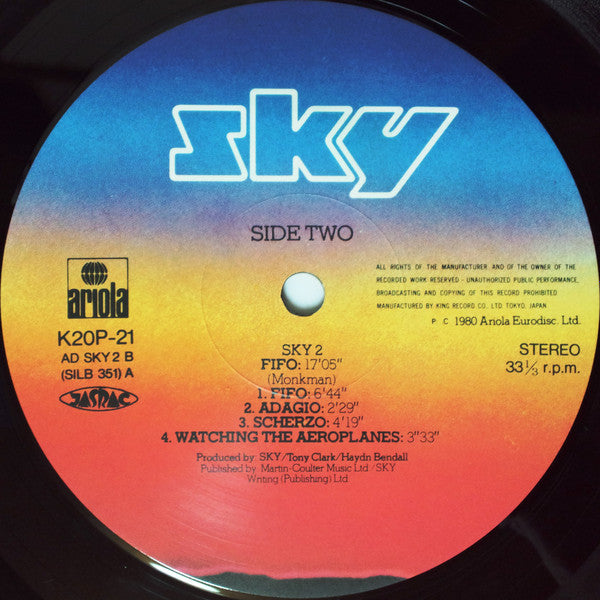 sky
SIDE TWO
ariola
K20P-21
AD SKY 2 B
(SILB 351) A
JASRAC
ALL RIGHTS OF THE MANUFACTURER AND OF THE OWNER OF THE
RECORDED WORK RESERVED - UNAUTHORIZED PUBLIC PERFORMANCE,
BROADCASTING AND COPYING OF THIS RECORD PROHIBITED
MANUFACTURED BY KING RECORD CO. LTD. TOKYO, JAPAN
P. C 1980 Ariola Eurodisc. Ltd.
STEREO
33 1/3 r.p.m.
SKY 2
FIFO: 17'05"
(Monkman)
1. FIFO: 6'44"
2. ADAGIO: 2'29"
3. SCHERZO: 4'19"
4. WATCHING THE AEROPLANES: 3"33"
Produced by: SKY/Tony Clark/Haydn Bendall
Published by: Martin-Coulter Music Ltd/SKY
Writing (Publishing) Ltd